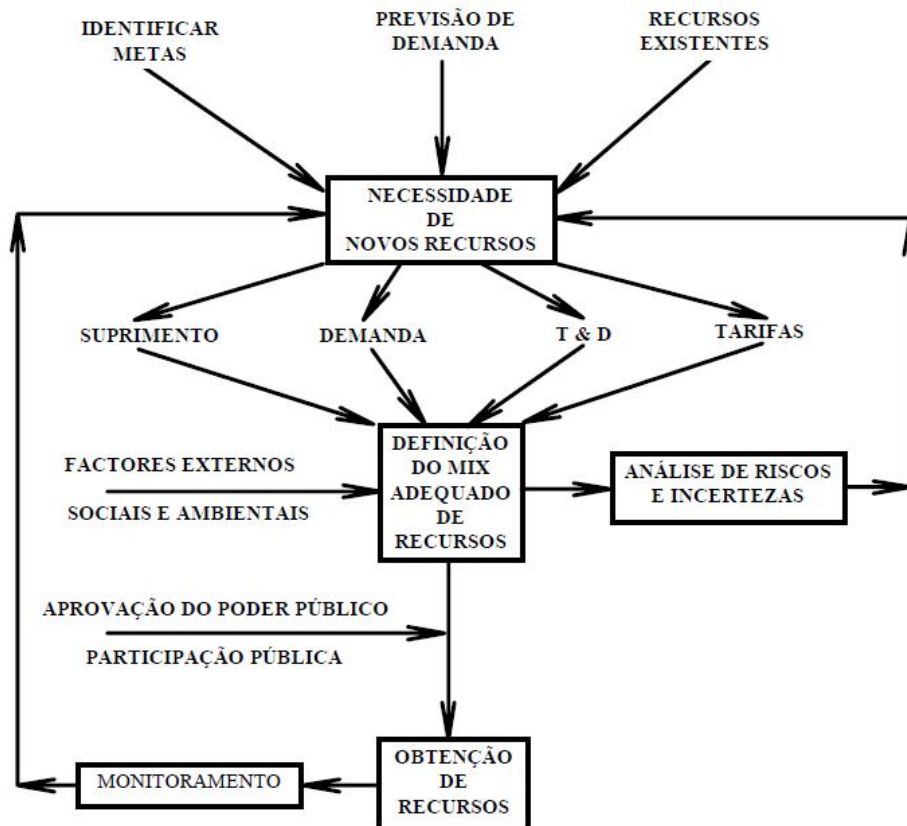 IDENTIFICAR
METAS
PREVISÃO DE
DEMANDA
RECURSOS
EXISTENTES
NECESSIDADE
DE
NOVOS RECURSOS
SUPRIMENTO
DEMANDA
T & D
TARIFAS
FACTORES EXTERNOS
SOCIAIS E AMBIENTAIS
DEFINIÇÃO
DO MIX
ADEQUADO
DE
RECURSOS
ANÁLISE DE RISCOS
E INCERTEZAS
APROVAÇÃO DO PODER PÚBLICO
PARTICIPAÇÃO PÚBLICA
MONITORAMENTO
OBTENÇÃO
DE
RECURSOS